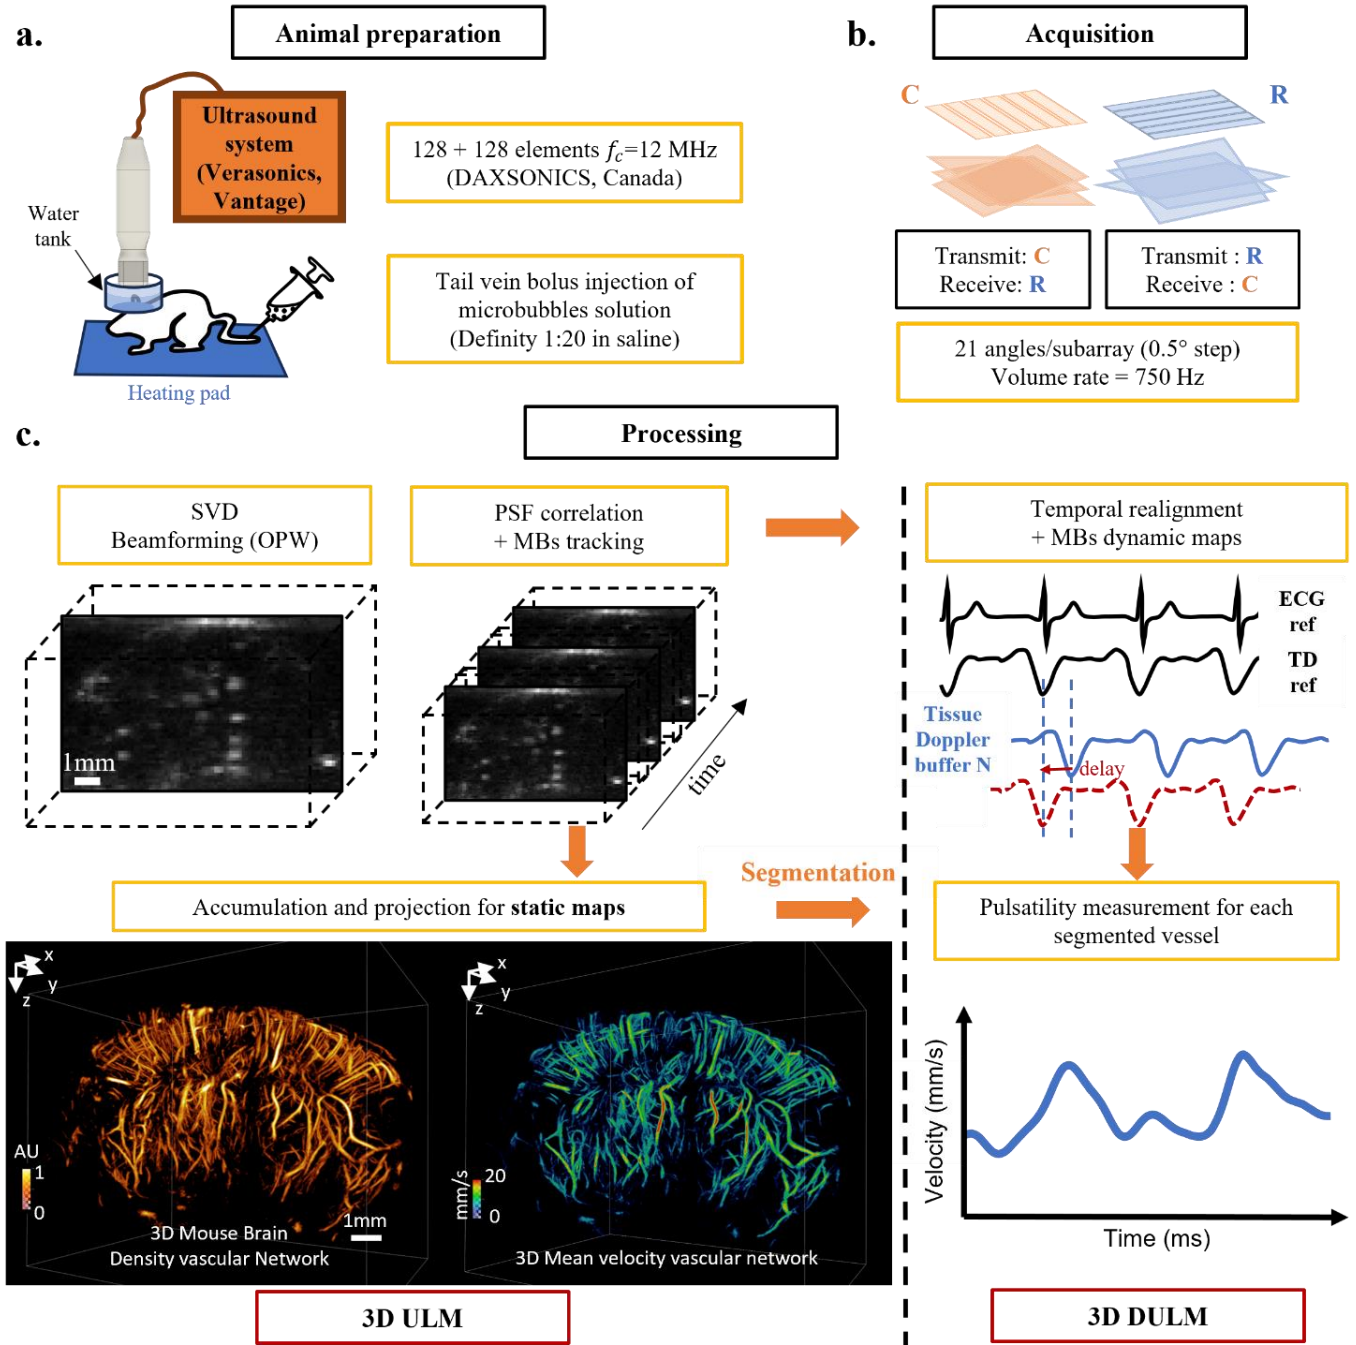 a.
Animal preparation
Ultrasound
system
(Verasonics,
Vantage)
Water
tank
Heating pad
128 + 128 elements f_c=12 MHz
(DAXSONICS, Canada)
Tail vein bolus injection of
microbubbles solution
(Definity 1:20 in saline)
b.
Acquisition
C
R
Transmit: C
Receive: R
Transmit : R
Receive : C
21 angles/subarray (0.5° step)
Volume rate = 750 Hz
c.
Processing
SVD
Beamforming (OPW)
PSF correlation
+ MBs tracking
1mm
time
Temporal realignment
+ MBs dynamic maps
ECG
ref
TD
ref
Tissue
Doppler
buffer N
delay
Accumulation and projection for static maps
Segmentation
Pulsatility measurement for each
segmented vessel
x
y
z
AU
1
0
3D Mouse Brain
Density vascular Network
1mm
x
y
z
mm/s
20
0
3D Mean velocity vascular network
Velocity (mm/s)
Time (ms)
3D ULM
3D DULM